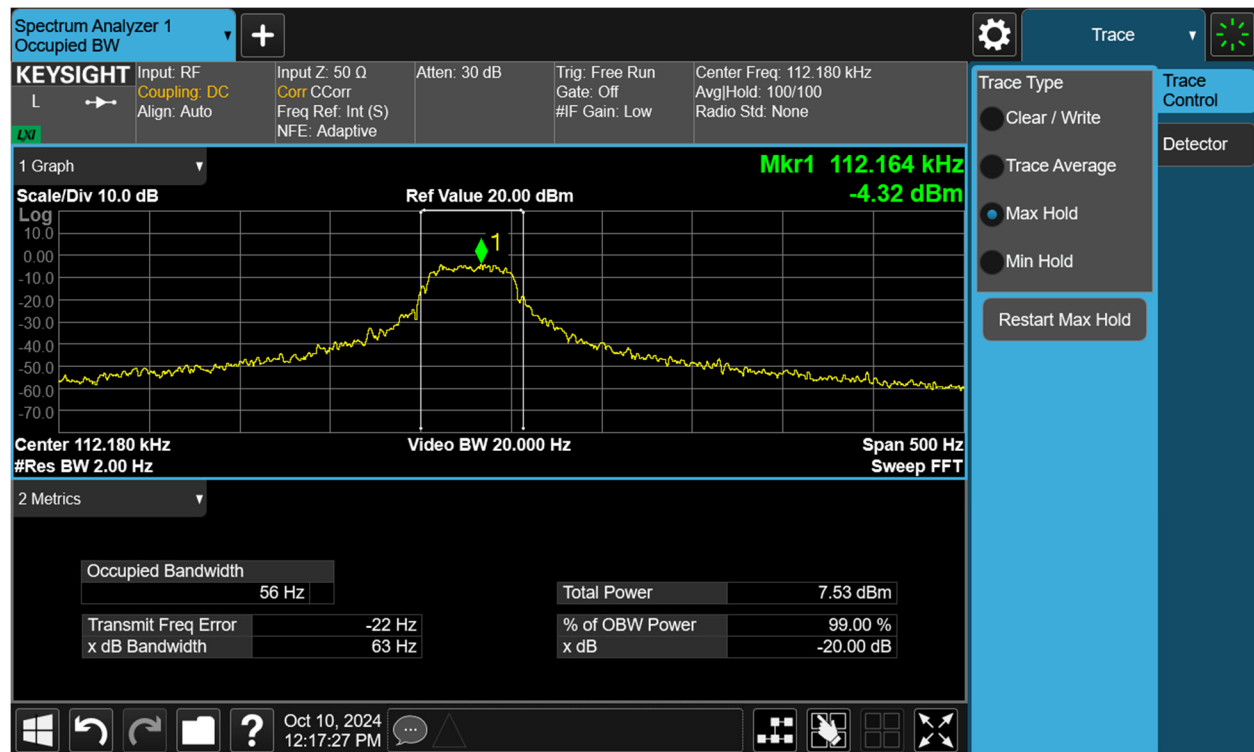 Spectrum Analyzer 1
Occupied BW
Trace
KEYSIGHT
L
LXI
Input: RF
Coupling: DC
Align: Auto
Input Z: 50 Ω
Corr CCorr
Freq Ref: Int (S)
NFE: Adaptive
Atten: 30 dB
Trig: Free Run
Gate: Off
#IF Gain: Low
Center Freq: 112.180 kHz
Avg|Hold: 100/100
Radio Std: None
Trace Type
Clear / Write
Trace Average
Max Hold
Min Hold
Restart Max Hold
Trace
Control
Detector
1 Graph
Mkr1 112.164 kHz
-4.32 dBm
Scale/Div 10.0 dB
Ref Value 20.00 dBm
Log
10.0
0.00
-10.0
-20.0
-30.0
-40.0
-50.0
-60.0
-70.0
1
Center 112.180 kHz
Video BW 20.000 Hz
Span 500 Hz
#Res BW 2.00 Hz
Sweep FFT
2 Metrics
Occupied Bandwidth
56 Hz
Total Power 7.53 dBm
Transmit Freq Error -22 Hz
% of OBW Power 99.00 %
x dB Bandwidth 63 Hz
x dB -20.00 dB
?
Oct 10, 2024
12:17:27 PM